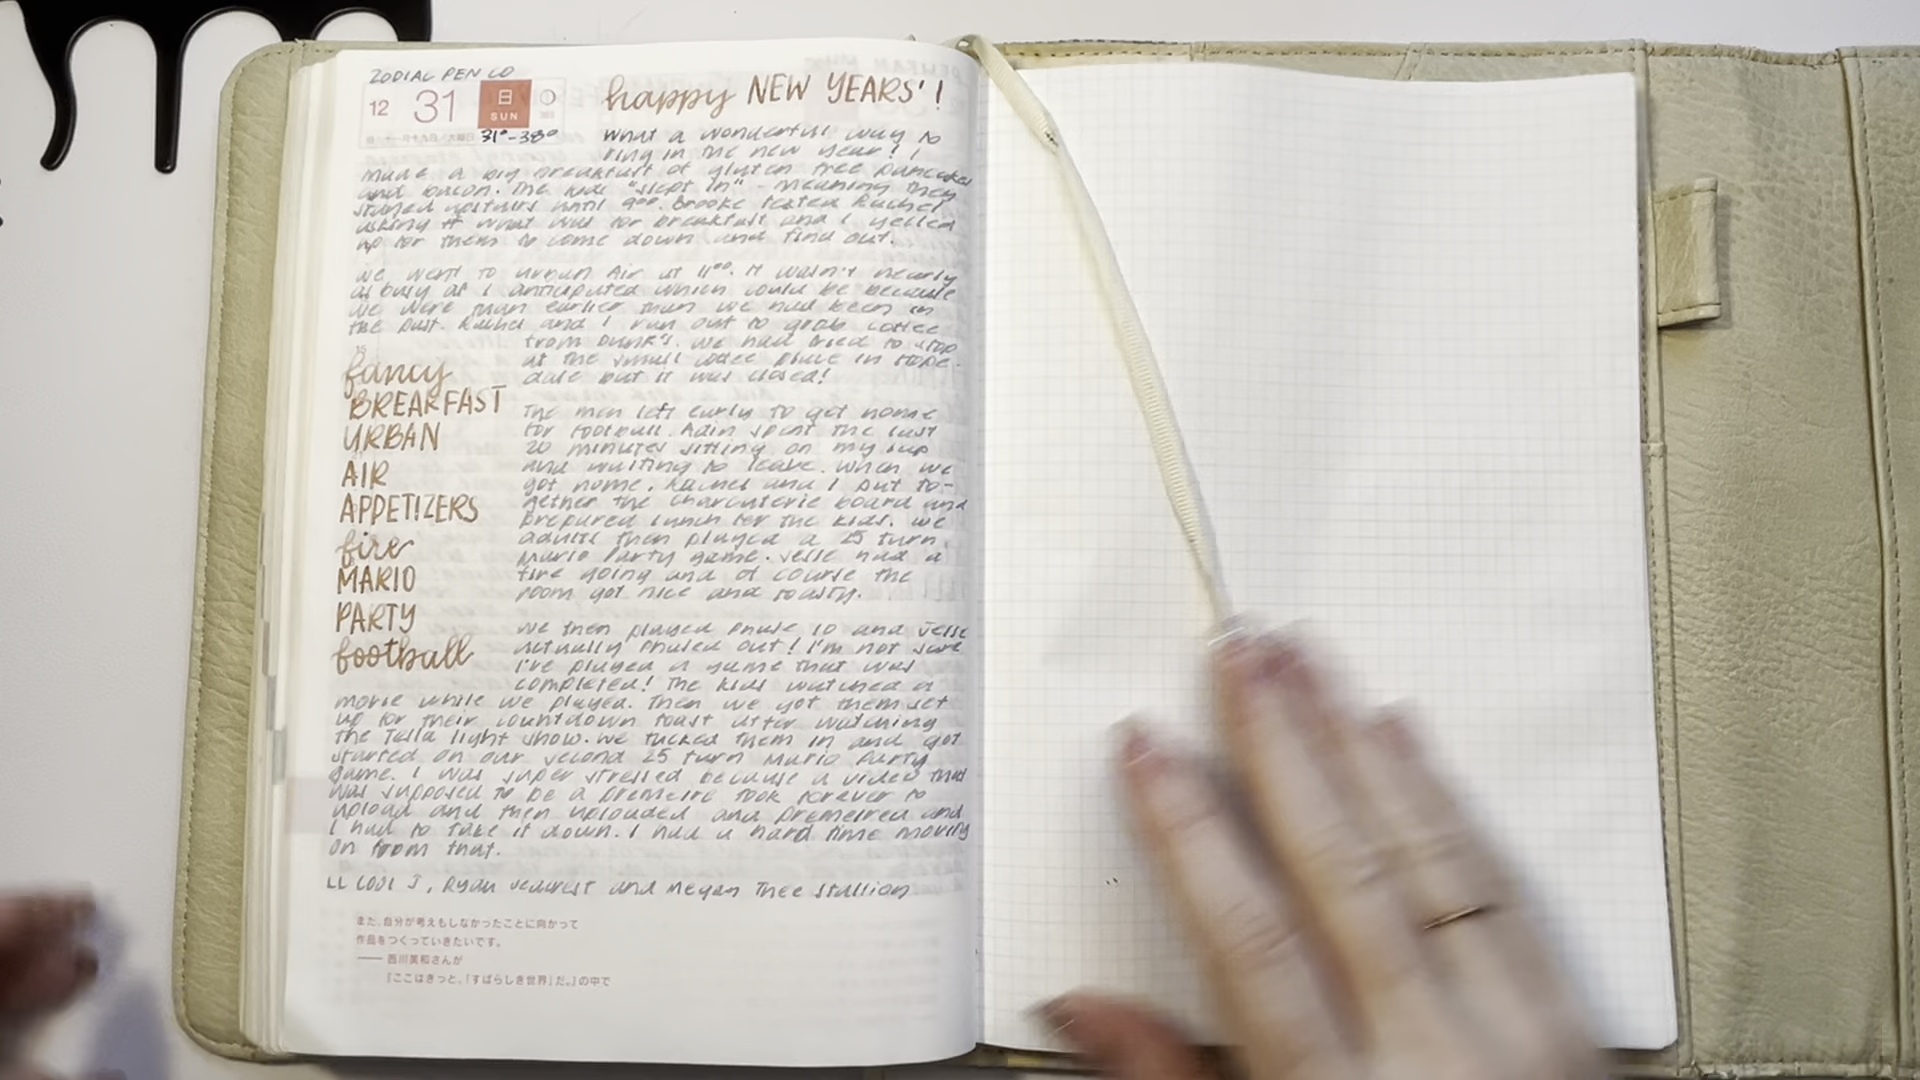 ZODIAC PEN CO
12 31 日 SUN
31°-38°
happy NEW YEARS'!
What a wonderful way to
ring in the new year! I
made a big breakfast of gluten free pancakes
and bacon. The kids "slept in" - meaning they
stayed upstairs until 9⁰⁰. Brooke texted Rachel
asking # what was for breakfast and I yelled
up for them to come down and find out.
We went to Urban Air at 11⁰⁰. It wasn't nearly
as busy as I anticipated which could be because
we were than earlier than we had been in
the past. Rachel and I ran out to grab coffee
from Dunk's. We had tried to stop
at the small coffee place in Hope-
dale but it was closed!
fancy
BREAKFAST
URBAN
AIR
APPETIZERS
fire
MARIO
PARTY
football
The men left early to get home
for football. Adin spent the last
20 minutes sitting on my lap
and waiting to leave. When we
got home, Rachel and I put to-
gether the charcuterie board and
prepared lunch for the kids. We
adults then played a 25 turn
Mario Party game. Jesse had a
fire going and of course the
room got nice and toasty.
We then played Phase 10 and Jesse
actually phased out! I'm not sure
I've played a game that was
completed! The kids watched a
movie while we played. Then we got them set
up for their countdown toast after watching
the Tesla light show. We tucked them in and got
started on our second 25 turn Mario Party
game. I was super stressed because a video that
was supposed to be a premeire took forever to
upload and then uploaded and premeired and
I had to take it down. I had a hard time moving
on from that.
LL COOL J, Ryan Seacrest and Megan Thee Stallion
また、自分が考えもしなかったことに向かって
作品をつくっていきたいです。
── 西川美和さんが
『ここはきっと、「すばらしき世界」だ。』の中で